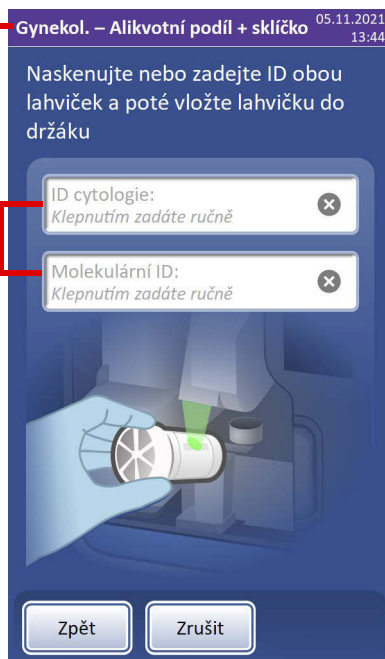 Gynekol. – Alikvotní podíl + sklíčko 05.11.2021
13:44
Naskenujte nebo zadejte ID obou
lahviček a poté vložte lahvičku do
držáku
ID cytologie:
Klepnutím zadáte ručně
Molekulární ID:
Klepnutím zadáte ručně
Zpět Zrušit